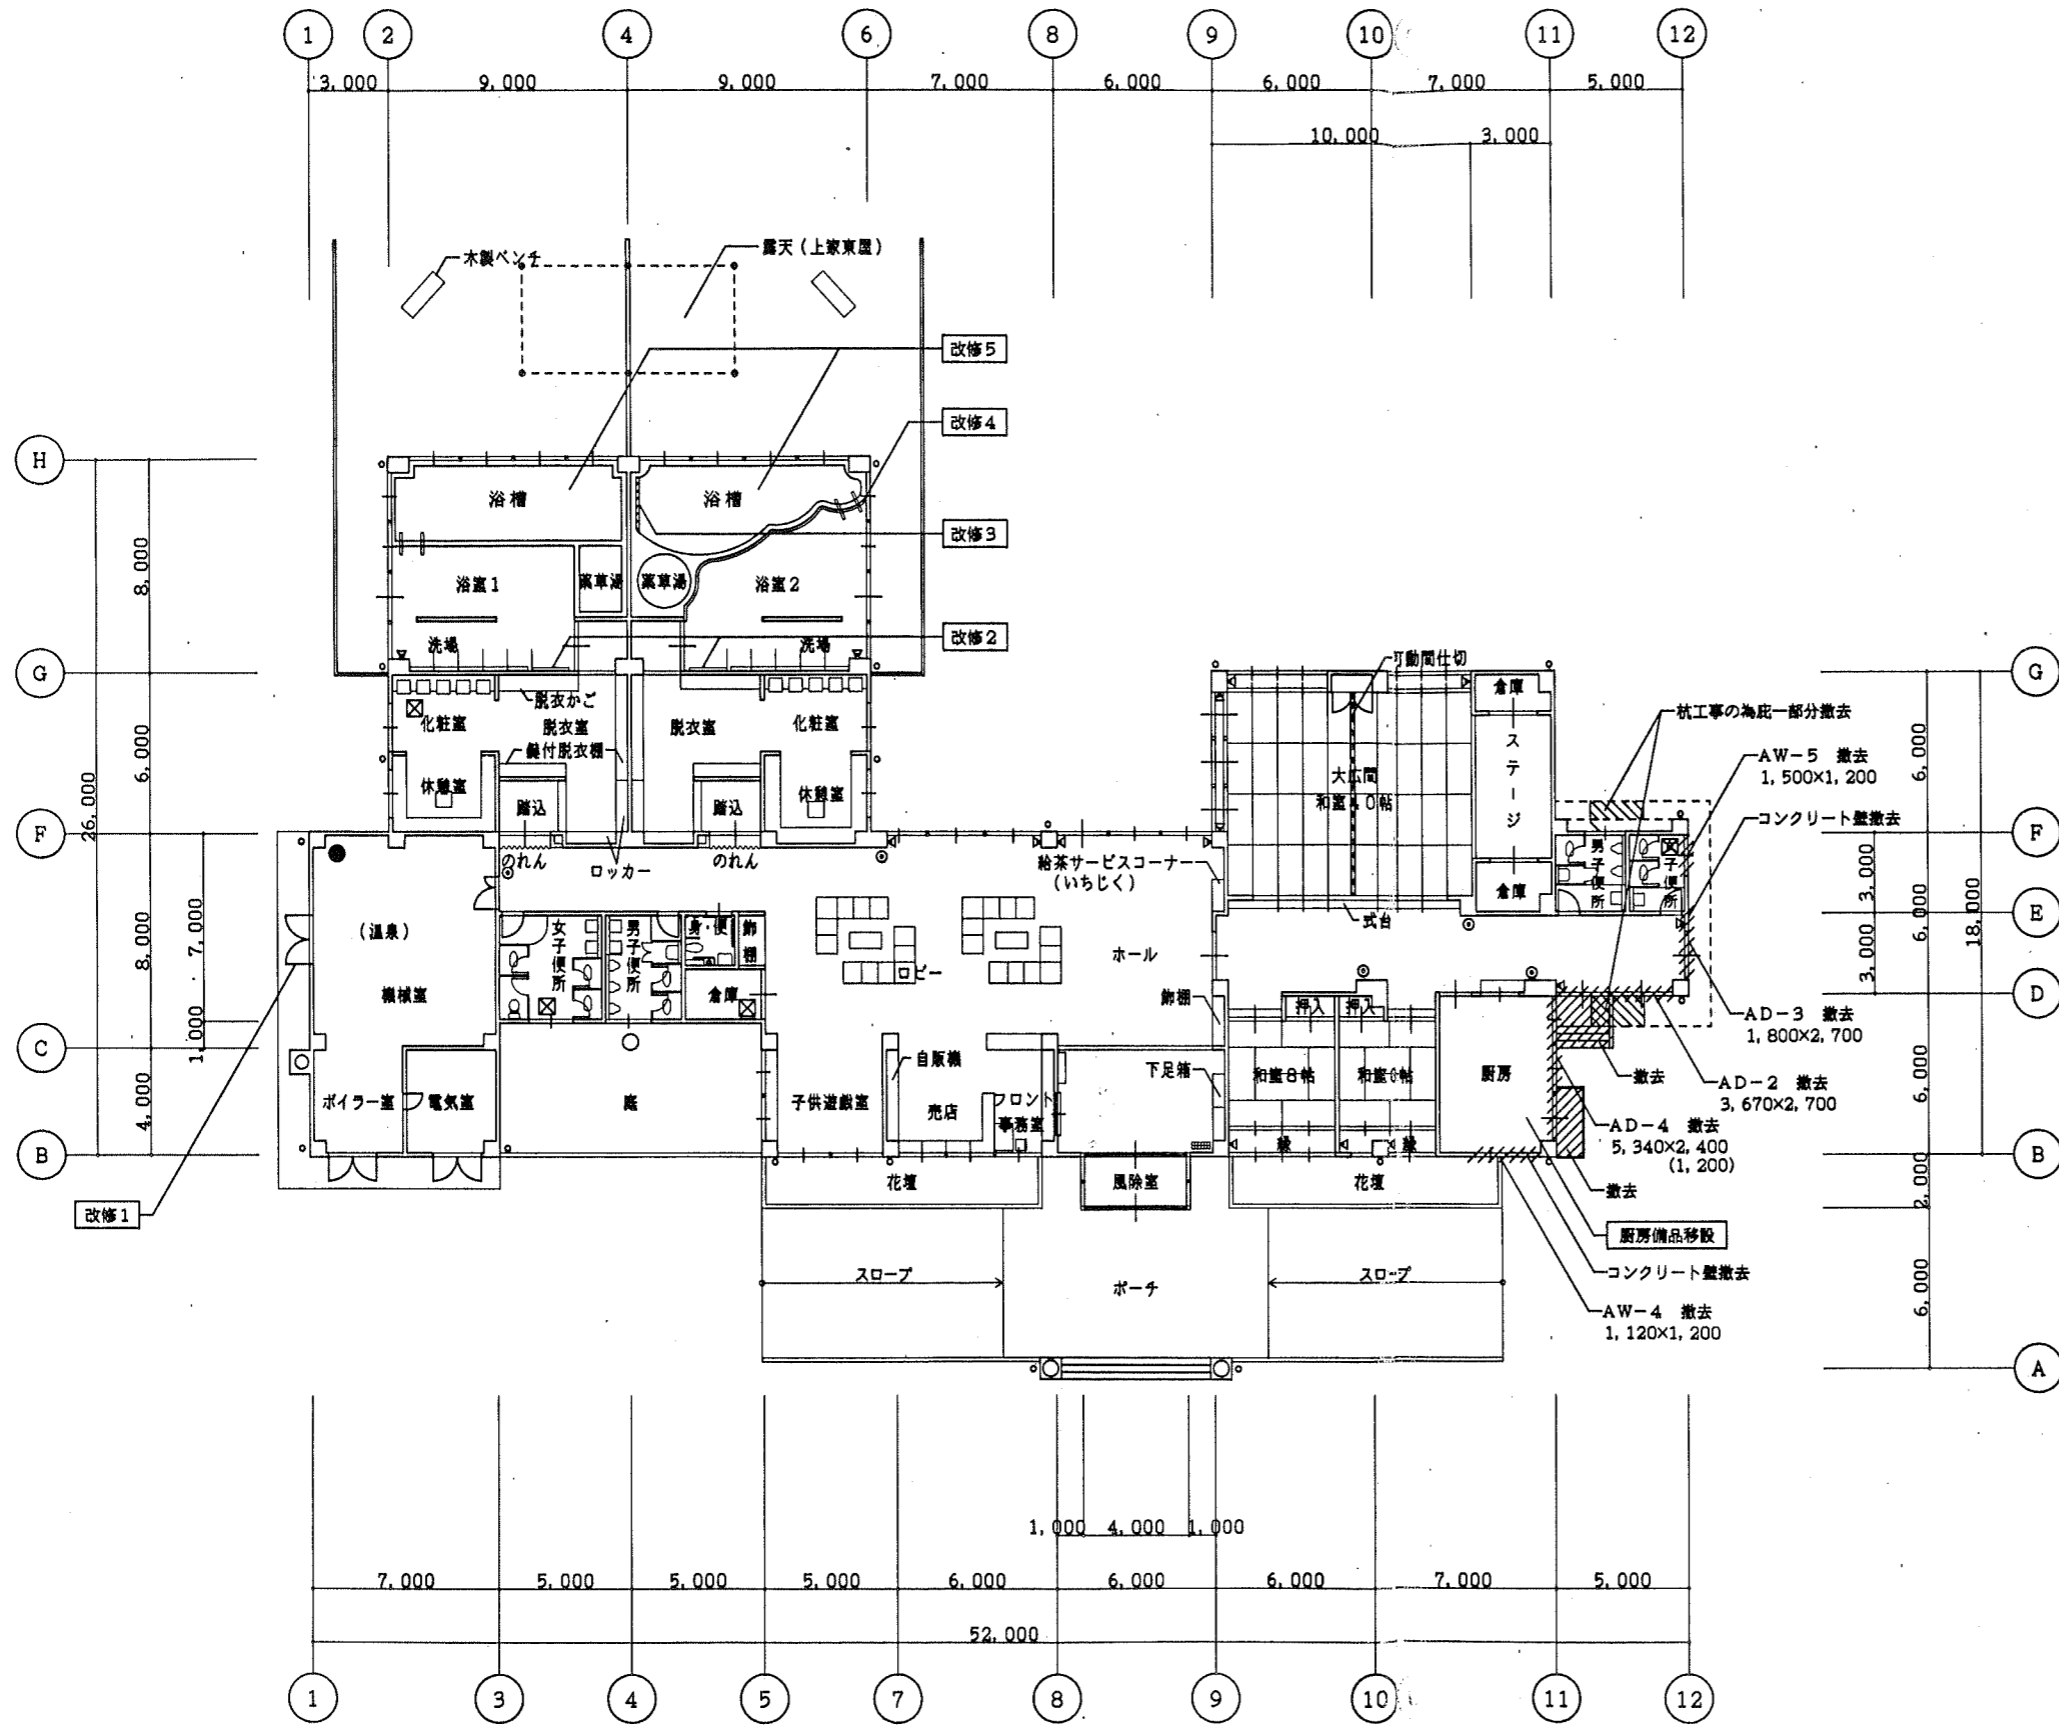 1 2 4 6 8 9 10 11 12
3,000 9,000 9,000 7,000 6,000 6,000 7,000 5,000
10,000 3,000
木製ベンチ
露天（上家東屋）
改修5
改修4
H
浴槽 浴槽
改修3
8,000
浴室1 薬草湯 薬草湯 浴室2
改修2
洗場 洗場
G
G
可動間仕切
倉庫
脱衣かご
杭工事の為庇一部分撤去
化粧室 脱衣室 脱衣室 化粧室
鍵付脱衣棚
ステージ
6,000
6,000
26,000
AW-5 撤去
1,500×1,200
休憩室 踏込 踏込 休憩室
大広間
和室40帖
コンクリート壁撤去
F
F
のれん ロッカー のれん
給茶サービスコーナー
（いちじく）
男子便所 女子便所
倉庫
3,000
E
式台
（温泉）
女子便所 男子便所 身・便 飾棚
ホール
6,000
18,000
7,000
8,000
ロビー
機械室
倉庫
飾棚
押入 押入
3,000
D
AD-3 撤去
1,800×2,700
1,000
C
自販機
下足箱
和室8帖 和室6帖 厨房
撤去
AD-2 撤去
3,670×2,700
6,000
4,000
ボイラー室 電気室 庭 子供遊戯室 売店
フロント
事務室
AD-4 撤去
5,340×2,400
(1,200)
縁 縁
B
B
花壇 風除室 花壇
撤去
2,000
改修1
厨房備品移設
スロープ ポーチ スロープ
コンクリート壁撤去
6,000
AW-4 撤去
1,120×1,200
A
1,000 4,000 1,000
7,000 5,000 5,000 5,000 6,000 6,000 6,000 7,000 5,000
52,000
1 3 4 5 7 8 9 10 11 12